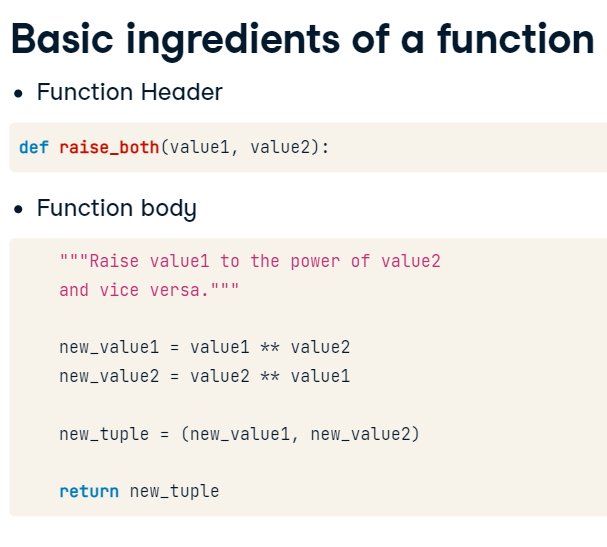 Basic ingredients of a function
• Function Header
def raise_both(value1, value2):
• Function body
    """Raise value1 to the power of value2
    and vice versa."""
    new_value1 = value1 ** value2
    new_value2 = value2 ** value1
    new_tuple = (new_value1, new_value2)
    return new_tuple